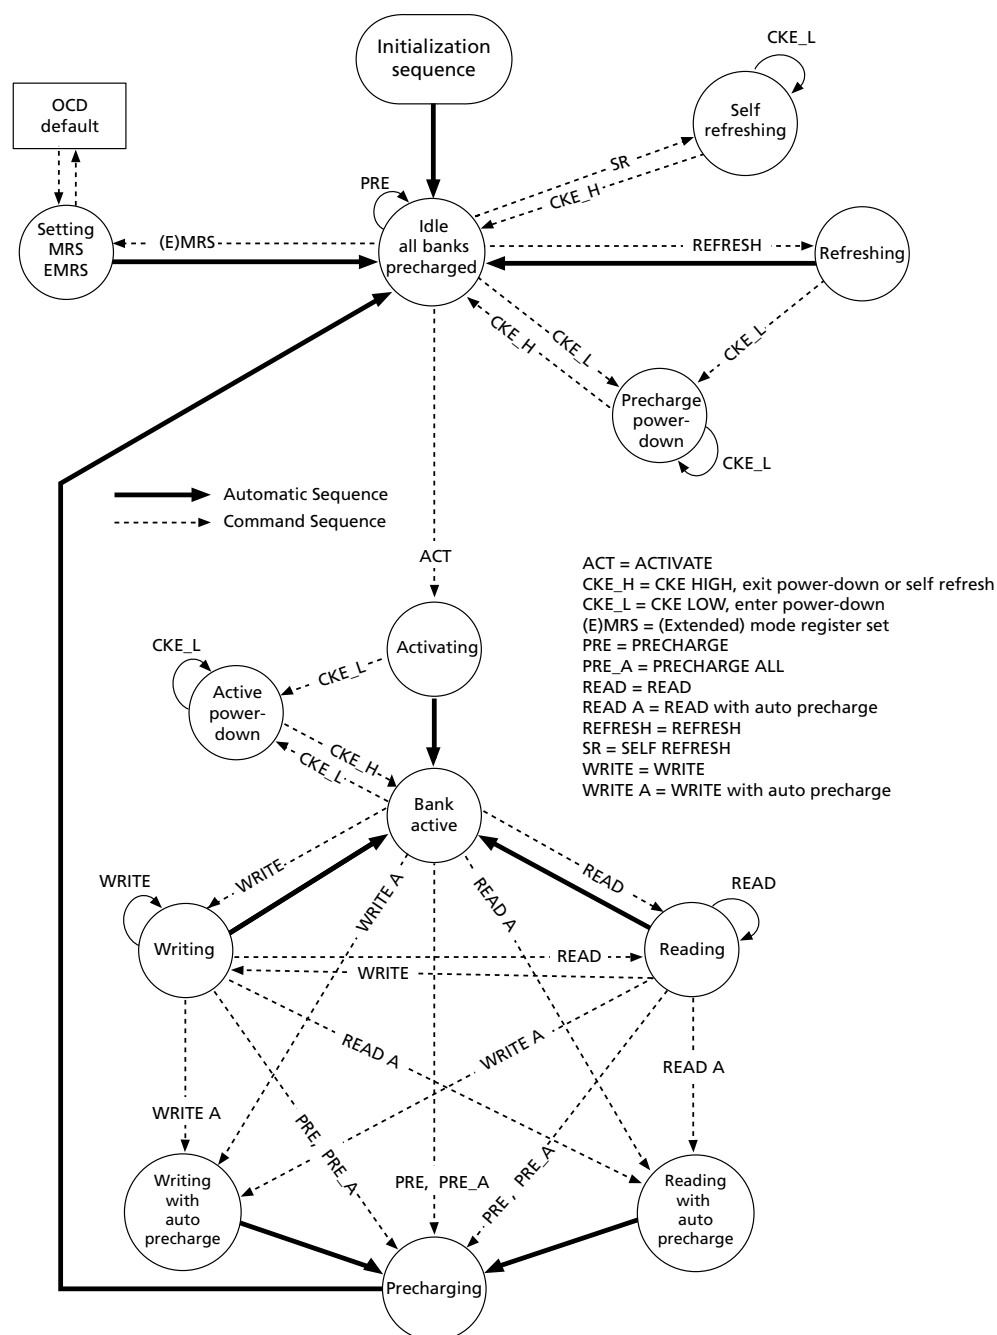 Initialization
sequence
CKE_L
Self
refreshing
OCD
default
SR
CKE_H
PRE
Idle
all banks
precharged
Setting
MRS
EMRS
(E)MRS
REFRESH
Refreshing
CKE_L
CKE_H
CKE_L
Precharge
power-
down
CKE_L
Automatic Sequence
Command Sequence
ACT
ACT = ACTIVATE
CKE_H = CKE HIGH, exit power-down or self refresh
CKE_L = CKE LOW, enter power-down
(E)MRS = (Extended) mode register set
PRE = PRECHARGE
PRE_A = PRECHARGE ALL
READ = READ
READ A = READ with auto precharge
REFRESH = REFRESH
SR = SELF REFRESH
WRITE = WRITE
WRITE A = WRITE with auto precharge
Activating
CKE_L
CKE_L
Active
power-
down
CKE_H
CKE_L
Bank
active
WRITE
WRITE
WRITE A
READ A
READ
READ
Writing
Reading
READ
WRITE
READ A
WRITE A
READ A
WRITE A
PRE, PRE_A
PRE, PRE_A
PRE, PRE_A
Writing
with
auto
precharge
Reading
with
auto
precharge
Precharging